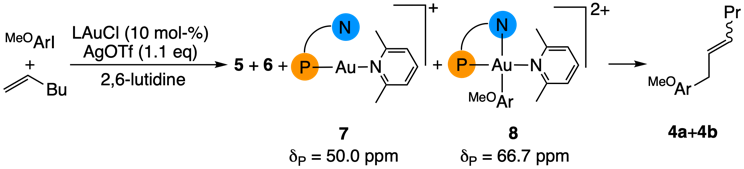 MeOArI
+
Bu
LAuCl (10 mol-%)
AgOTf (1.1 eq)
2,6-lutidine
5 + 6 +
P
N
Au
N
+
7
δP = 50.0 ppm
+
P
N
Au
N
MeOAr
2+
8
δP = 66.7 ppm
Pr
MeOAr
4a+4b